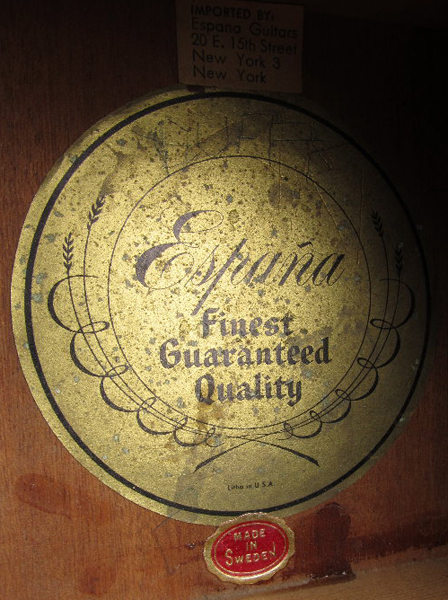 IMPORTED BY:
Espana Guitars
20 E. 15th Street
New York 3
New York
España
Finest
Guaranteed
Quality
Litho in U.S.A.
MADE
IN
SWEDEN